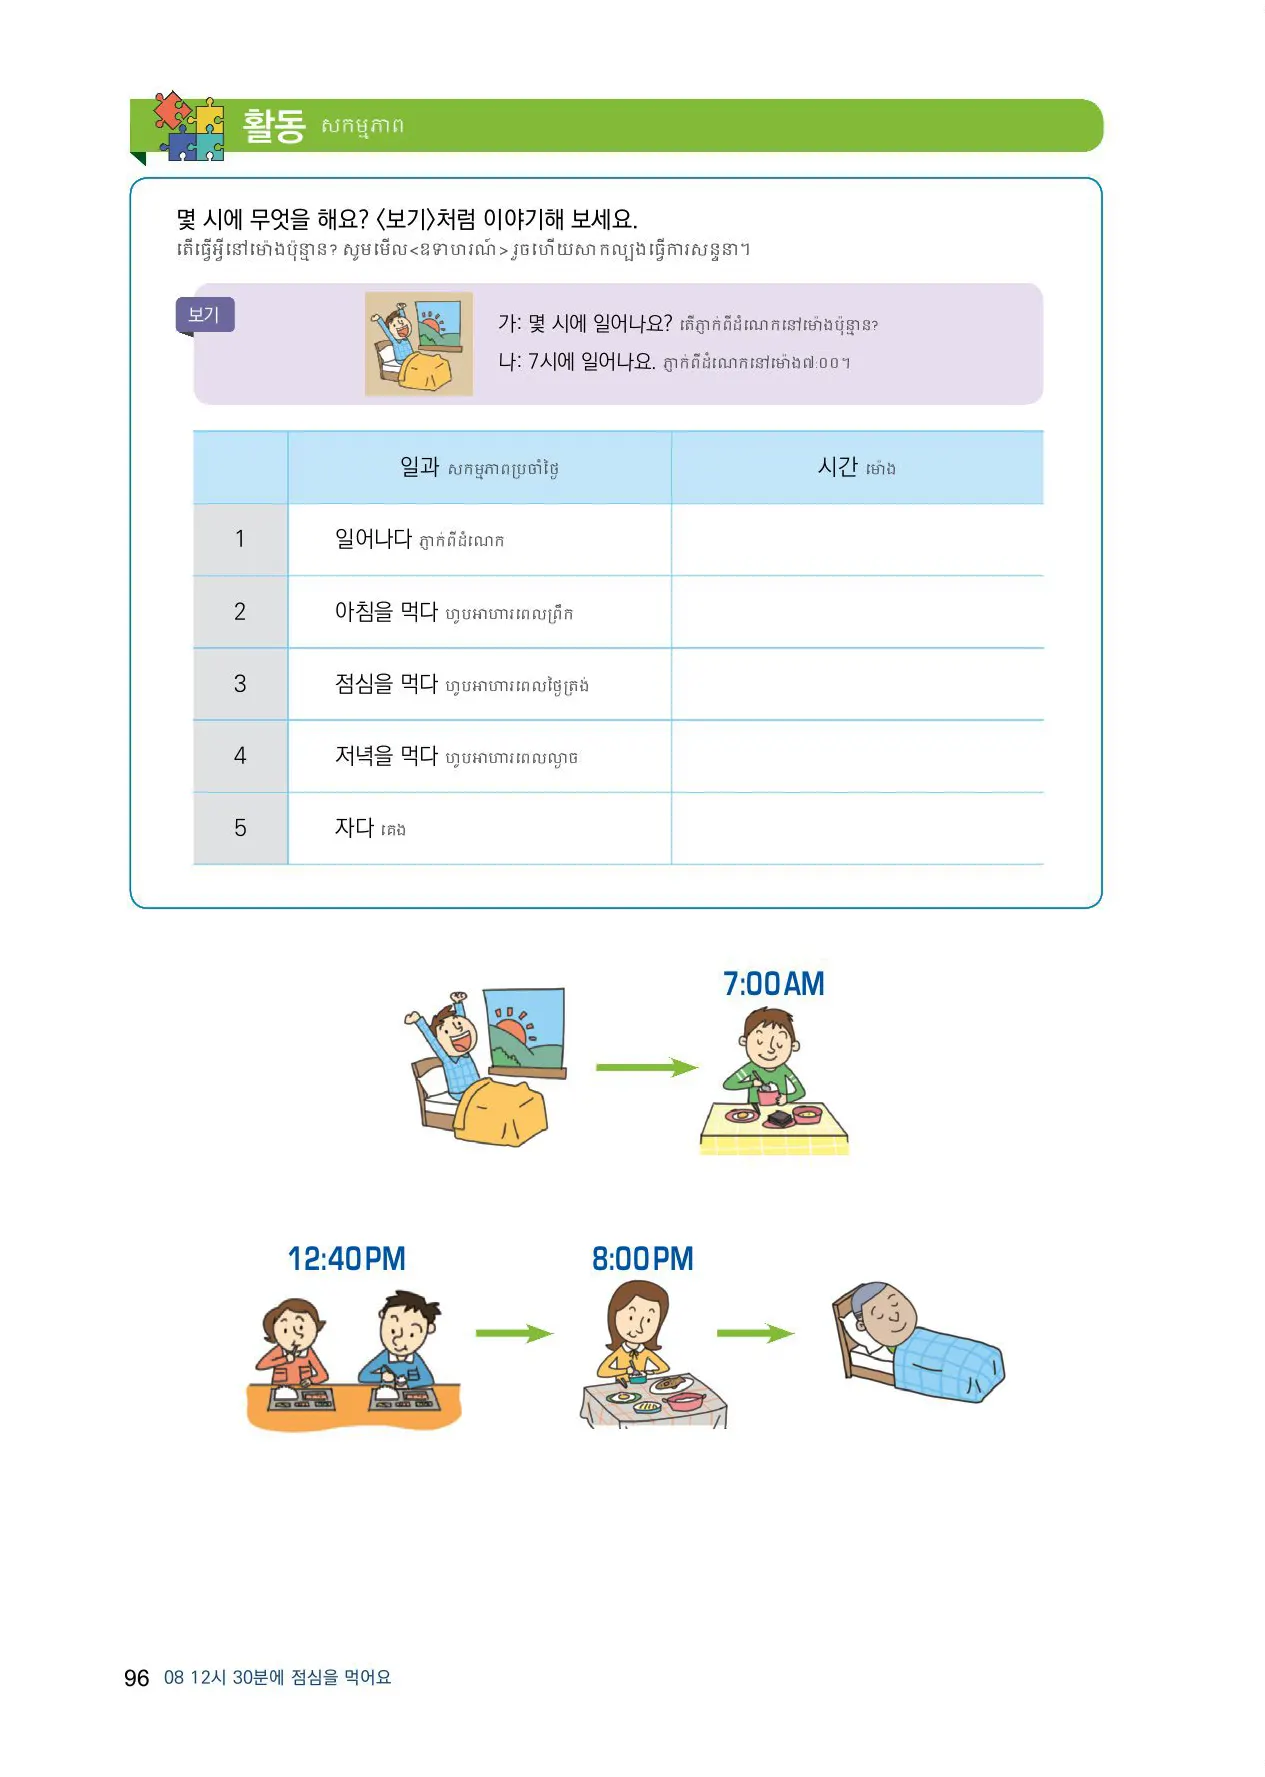 활동 សកម្មភាព
몇 시에 무엇을 해요? 〈보기〉처럼 이야기해 보세요.
តើធ្វើអ្វីនៅម៉ោងប៉ុន្មាន? សូមមើល<ឧទាហរណ៍> រួចហើយសាកល្បងធ្វើការសន្ទនា។
보기
가: 몇 시에 일어나요? តើភ្ញាក់ពីដំណេកនៅម៉ោងប៉ុន្មាន?
나: 7시에 일어나요. ភ្ញាក់ពីដំណេកនៅម៉ោង៧:០០។
일과 សកម្មភាពប្រចាំថ្ងៃ 시간 ម៉ោង
1 일어나다 ភ្ញាក់ពីដំណេក
2 아침을 먹다 ហូបអាហារពេលព្រឹក
3 점심을 먹다 ហូបអាហារពេលថ្ងៃត្រង់
4 저녁을 먹다 ហូបអាហារពេលល្ងាច
5 자다 គេង
7:00AM
12:40PM 8:00PM
96 08 12시 30분에 점심을 먹어요